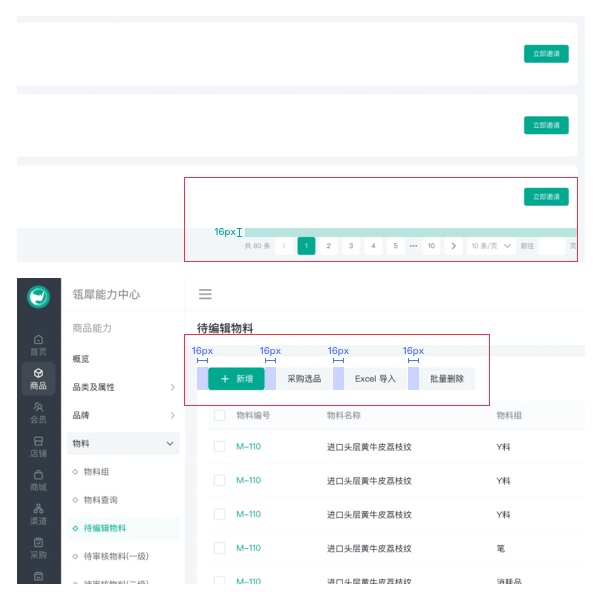 立即邀请
立即邀请
立即邀请
16px
共 80 条 1 2 3 4 5 ••• 10 10 条/页 前往 页
瓴犀能力中心
商品能力
待编辑物料
16px 16px 16px 16px
首页
概览
+ 新增 采购选品 Excel 导入 批量删除
商品
品类及属性
会员
品牌
物料编号 物料名称 物料组
店铺
物料
M-110 进口头层黄牛皮荔枝纹 Y料
商城
物料组
M-110 进口头层黄牛皮荔枝纹 Y料
物料查询
渠道
待编辑物料
M-110 进口头层黄牛皮荔枝纹 Y料
采购
待审核物料(一级)
M-110 进口头层黄牛皮荔枝纹 笔
待审核物料(二级)
M-110 进口头层黄牛皮荔枝纹 消耗品